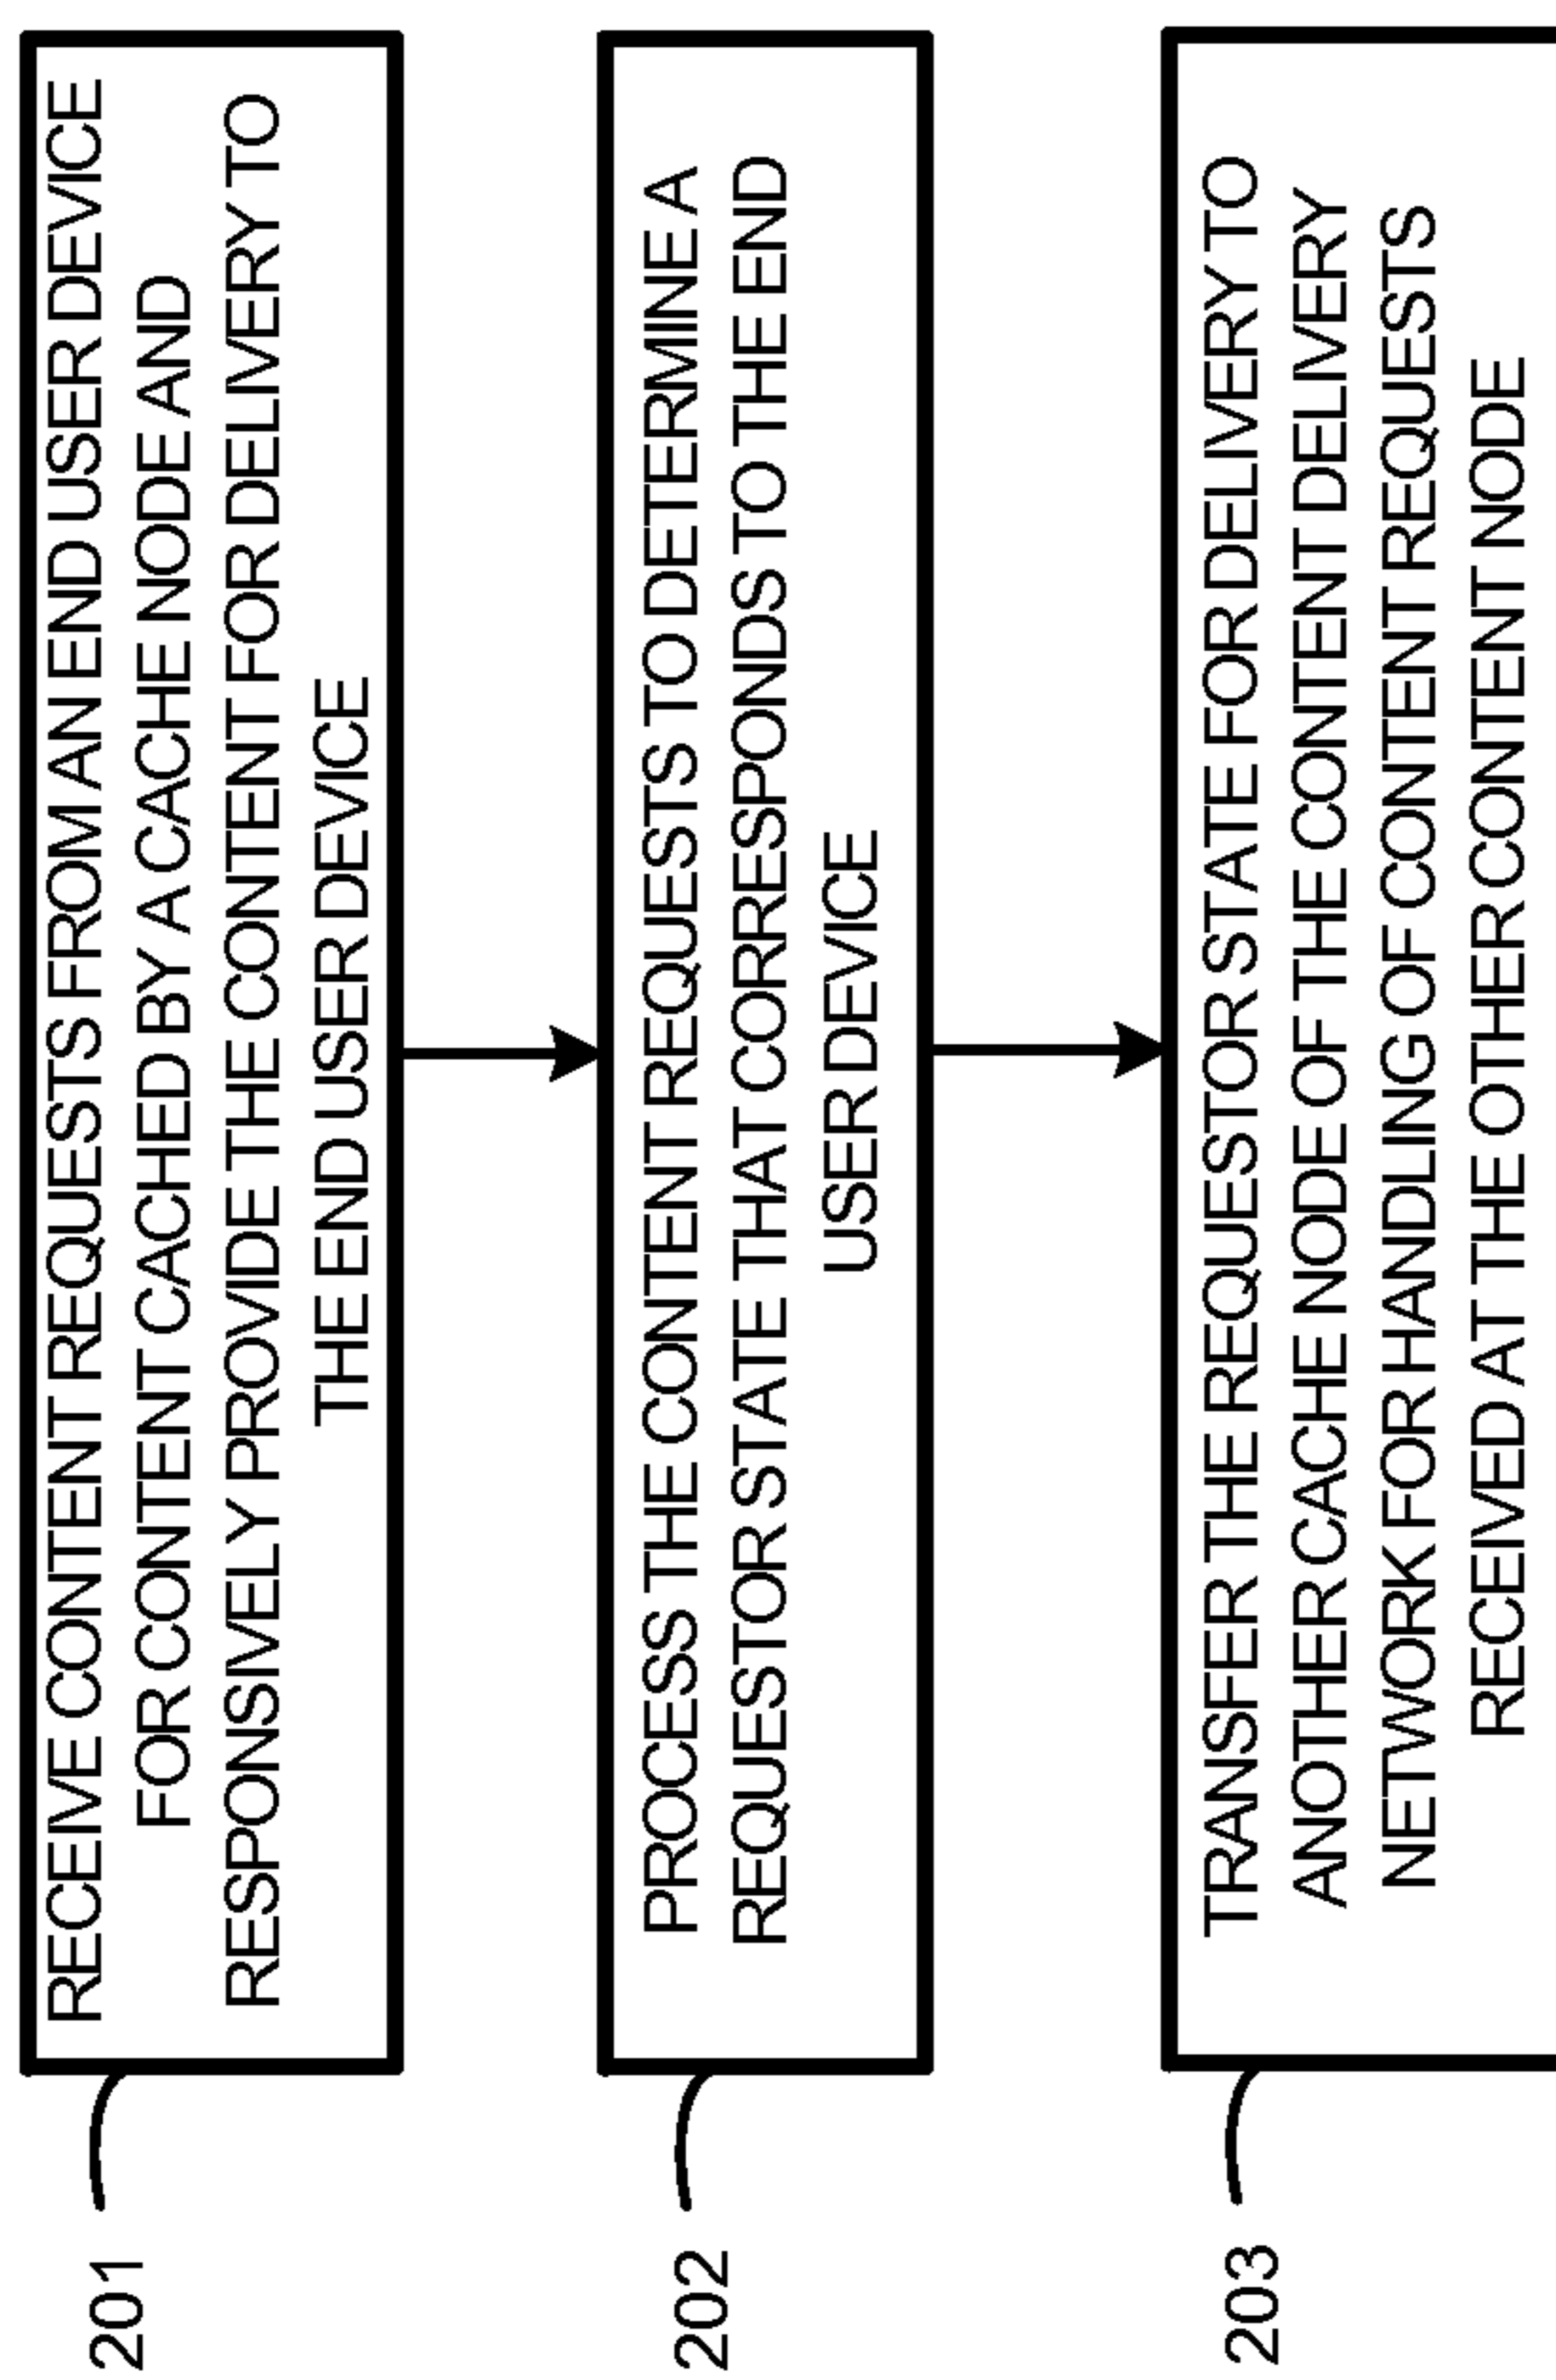 201
RECEIVE CONTENT REQUESTS FROM AN END USER DEVICE
FOR CONTENT CACHED BY A CACHE NODE AND
RESPONSIVELY PROVIDE THE CONTENT FOR DELIVERY TO
THE END USER DEVICE
202
PROCESS THE CONTENT REQUESTS TO DETERMINE A
REQUESTOR STATE THAT CORRESPONDS TO THE END
USER DEVICE
203
TRANSFER THE REQUESTOR STATE FOR DELIVERY TO
ANOTHER CACHE NODE OF THE CONTENT DELIVERY
NETWORK FOR HANDLING OF CONTENT REQUESTS
RECEIVED AT THE OTHER CONTENT NODE